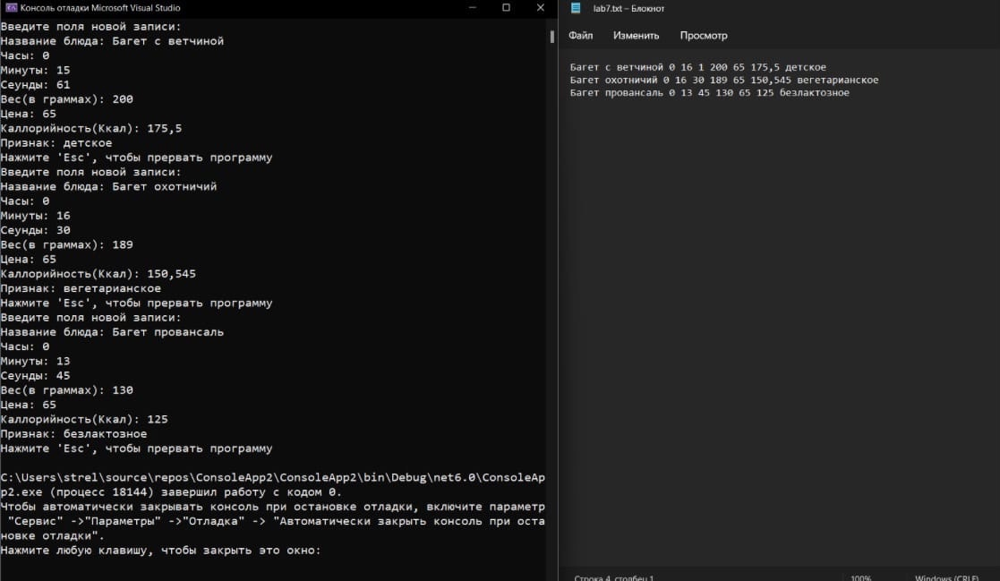 Консоль отладки Microsoft Visual Studio
Введите поля новой записи:
Название блюда: Багет с ветчиной
Часы: 0
Минуты: 15
Сеунды: 61
Вес(в граммах): 200
Цена: 65
Каллорийность(Ккал): 175,5
Признак: детское
Нажмите 'Esc', чтобы прервать программу
Введите поля новой записи:
Название блюда: Багет охотничий
Часы: 0
Минуты: 16
Сеунды: 30
Вес(в граммах): 189
Цена: 65
Каллорийность(Ккал): 150,545
Признак: вегетарианское
Нажмите 'Esc', чтобы прервать программу
Введите поля новой записи:
Название блюда: Багет провансаль
Часы: 0
Минуты: 13
Сеунды: 45
Вес(в граммах): 130
Цена: 65
Каллорийность(Ккал): 125
Признак: безлактозное
Нажмите 'Esc', чтобы прервать программу
C:\Users\strel\source\repos\ConsoleApp2\ConsoleApp2\bin\Debug\net6.0\ConsoleAp
p2.exe (процесс 18144) завершил работу с кодом 0.
Чтобы автоматически закрывать консоль при остановке отладки, включите параметр
"Сервис" ->"Параметры" ->"Отладка" -> "Автоматически закрыть консоль при оста
новке отладки".
Нажмите любую клавишу, чтобы закрыть это окно:
lab7.txt – Блокнот
Файл Изменить Просмотр
Багет с ветчиной 0 16 1 200 65 175,5 детское
Багет охотничий 0 16 30 189 65 150,545 вегетарианское
Багет провансаль 0 13 45 130 65 125 безлактозное
Строка 4, столбец 1 100% Windows (CRLF)